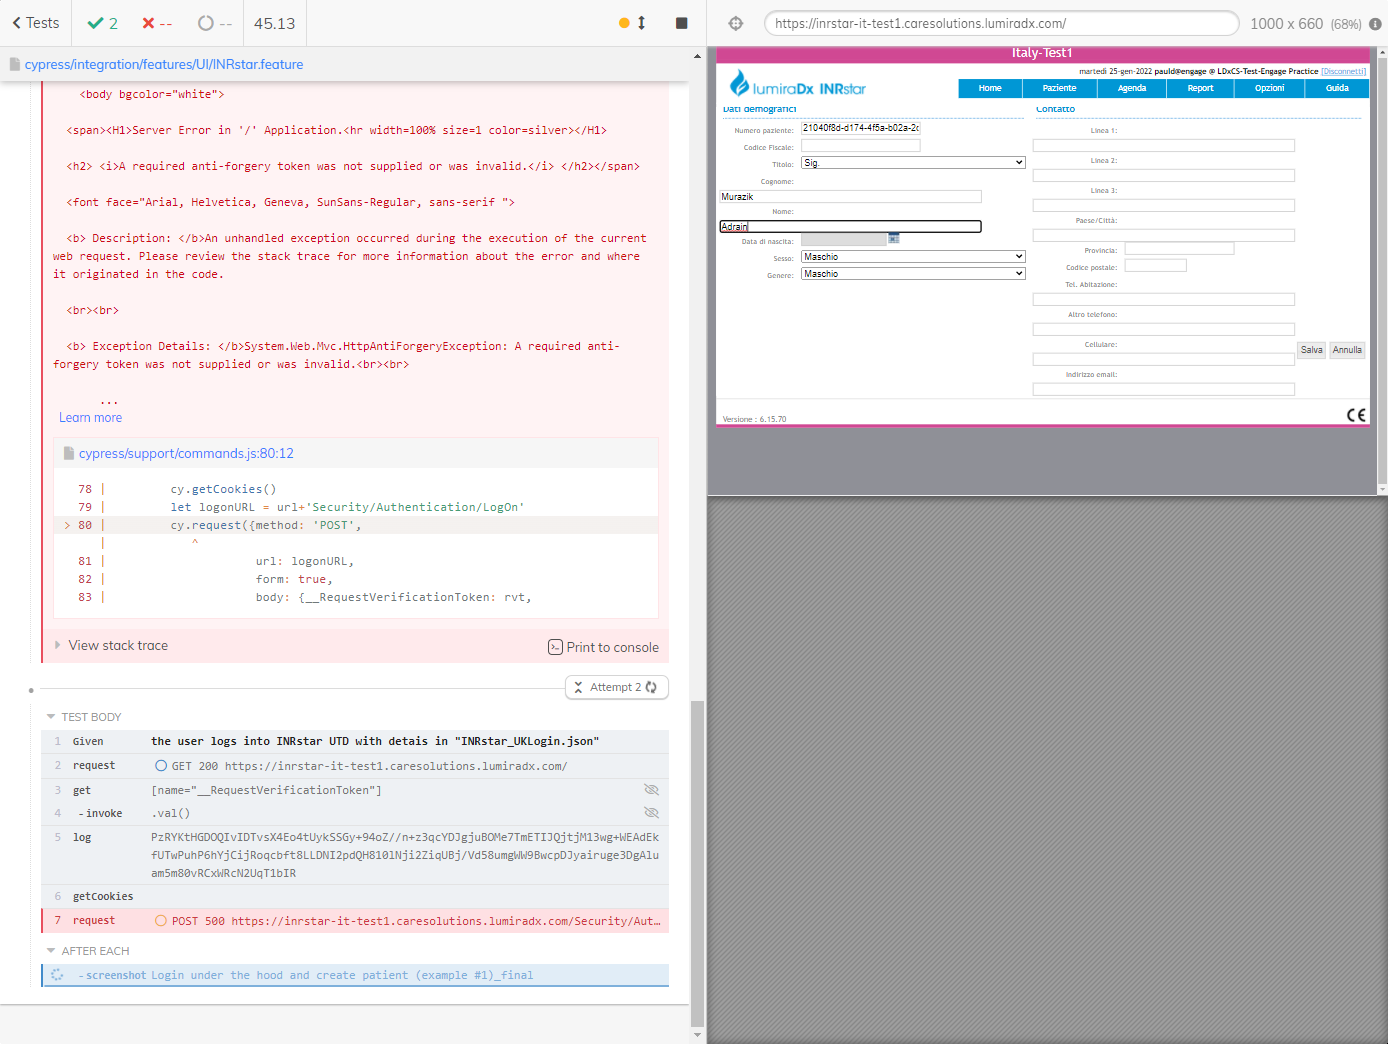 Tests
2
--
--
45.13
https://inrstar-it-test1.caresolutions.lumiradx.com/
1000 x 660 (68%)
cypress/integration/features/UI/INRstar.feature
<body bgcolor="white">
<span><H1>Server Error in '/' Application.<hr width=100% size=1 color=silver></H1>
<h2> <i>A required anti-forgery token was not supplied or was invalid.</i> </h2></span>
<font face="Arial, Helvetica, Geneva, SunSans-Regular, sans-serif ">
<b> Description: </b>An unhandled exception occurred during the execution of the current
web request. Please review the stack trace for more information about the error and where
it originated in the code.
<br><br>
<b> Exception Details: </b>System.Web.Mvc.HttpAntiForgeryException: A required anti-
forgery token was not supplied or was invalid.<br><br>
...
Learn more
cypress/support/commands.js:80:12
78 | cy.getCookies()
79 | let logonURL = url+'Security/Authentication/LogOn'
> 80 | cy.request({method: 'POST',
| ^
81 | url: logonURL,
82 | form: true,
83 | body: {__RequestVerificationToken: rvt,
View stack trace
Print to console
Attempt 2
TEST BODY
1 Given the user logs into INRstar UTD with detais in "INRstar_UKLogin.json"
2 request GET 200 https://inrstar-it-test1.caresolutions.lumiradx.com/
3 get [name="__RequestVerificationToken"]
4 -invoke .val()
5 log PzRYKtHGDOQIvIDTvsX4Eo4tUykSSGy+94oZ//n+z3qcYDJgjuBOMe7TmETIJQjtjM13wg+WEAdEk
fUTwPuhP6hYjCijRoqcbft8LLDNI2pdQH810lNji2ZiqUBj/Vd58umgWW9BwcpDJyairuge3DgAlu
am5m80vRCxWRcN2UqT1bIR
6 getCookies
7 request POST 500 https://inrstar-it-test1.caresolutions.lumiradx.com/Security/Aut…
AFTER EACH
-screenshot Login under the hood and create patient (example #1)_final
Italy-Test1
martedì 25-gen-2022 pauld@engage @ LDxCS-Test-Engage Practice [Disconnetti]
lumiraDx INRstar
Home
Paziente
Agenda
Report
Opzioni
Guida
Dati demografici
Numero paziente: 21040f8d-d174-4f5a-b02a-2c
Codice Fiscale:
Titolo: Sig.
Cognome:
Murazik
Nome:
Adrain
Data di nascita:
Sesso: Maschio
Genere: Maschio
Contatto
Linea 1:
Linea 2:
Linea 3:
Paese/Città:
Provincia:
Codice postale:
Tel. Abitazione:
Altro telefono:
Cellulare:
Indirizzo email:
Salva
Annulla
Versione : 6.15.70
CE